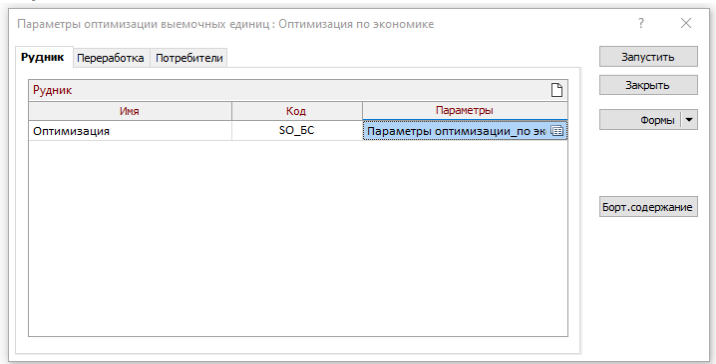 Параметры оптимизации выемочных единиц : Оптимизация по экономике ? ×
Рудник Переработка Потребители
Запустить
Закрыть
Формы
Борт.содержание
Рудник
Имя Код Параметры
Оптимизация SO_БС Параметры оптимизации_по эк